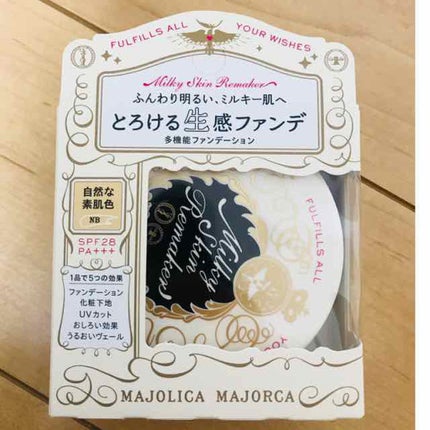 FULFILLS ALL YOUR WISHES
Milky Skin Remaker
ふんわり明るい、ミルキー肌へ
とろける生感ファンデ
多機能ファンデーション
自然な
素肌色
NB
SPF28
PA+++
1品で5つの効果
ファンデーション
化粧下地
UVカット
おしろい効果
うるおいヴェール
Milky
Skin
Remaker
FULFILLS ALL
MAJOLICA MAJORCA